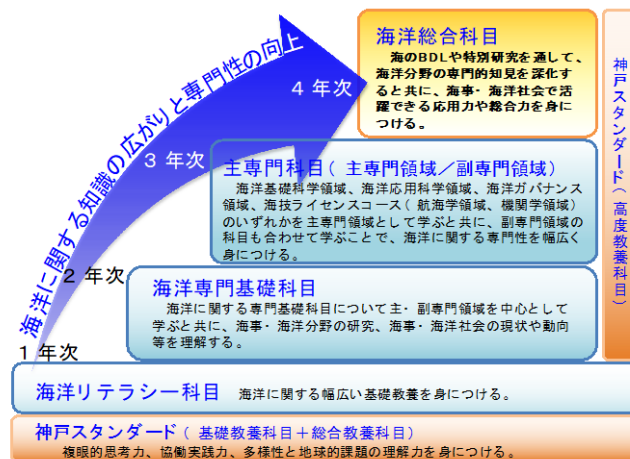 海洋に関する知識の広がりと専門性の向上
4 年次
3 年次
2 年次
1 年次
海洋総合科目
海のBDLや特別研究を通して、
海洋分野の専門的知見を深化す
ると共に、海事・海洋社会で活
躍できる応用力や総合力を身に
つける。
主専門科目( 主専門領域／副専門領域)
海洋基礎科学領域、海洋応用科学領域、海洋ガバナンス
領域、海技ライセンスコース( 航海学領域、機関学領域)
のいずれかを主専門領域として学ぶと共に、副専門領域の
科目も合わせて学ぶことで、海洋に関する専門性を幅広く
身につける。
海洋専門基礎科目
海洋に関する専門基礎科目について主・副専門領域を中心として
学ぶと共に、海事・海洋分野の研究、海事・海洋社会の現状や動向
等を理解する。
海洋リテラシー科目 海洋に関する幅広い基礎教養を身につける。
神戸スタンダード( 基礎教養科目＋総合教養科目)
複眼的思考力、協働実践力、多様性と地球的課題の理解力を身につける。
神戸スタンダード( 高度教養科目)